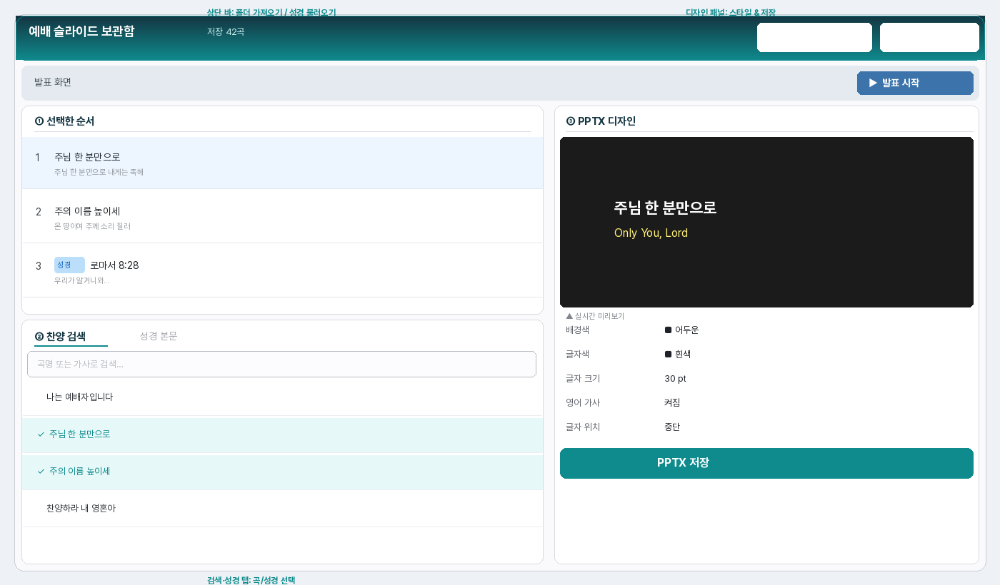 상단 바: 폴더 가져오기 / 성경 불러오기
디자인 패널: 스타일 & 저장
예배 슬라이드 보관함
저장 42곡
발표 화면
▶ 발표 시작
① 선택한 순서
1 주님 한 분만으로
주님 한 분만으로 내게는 족해
2 주의 이름 높이세
온 땅이여 주께 소리 질러
3 성경 로마서 8:28
우리가 알거니와…
② 찬양 검색
성경 본문
곡명 또는 가사로 검색…
나는 예배자입니다
✓ 주님 한 분만으로
✓ 주의 이름 높이세
찬양하라 내 영혼아
③ PPTX 디자인
주님 한 분만으로
Only You, Lord
▲ 실시간 미리보기
배경색 ■ 어두운
글자색 ■ 흰색
글자 크기 30 pt
영어 가사 켜짐
글자 위치 중단
PPTX 저장
검색·성경 탭: 곡/성경 선택